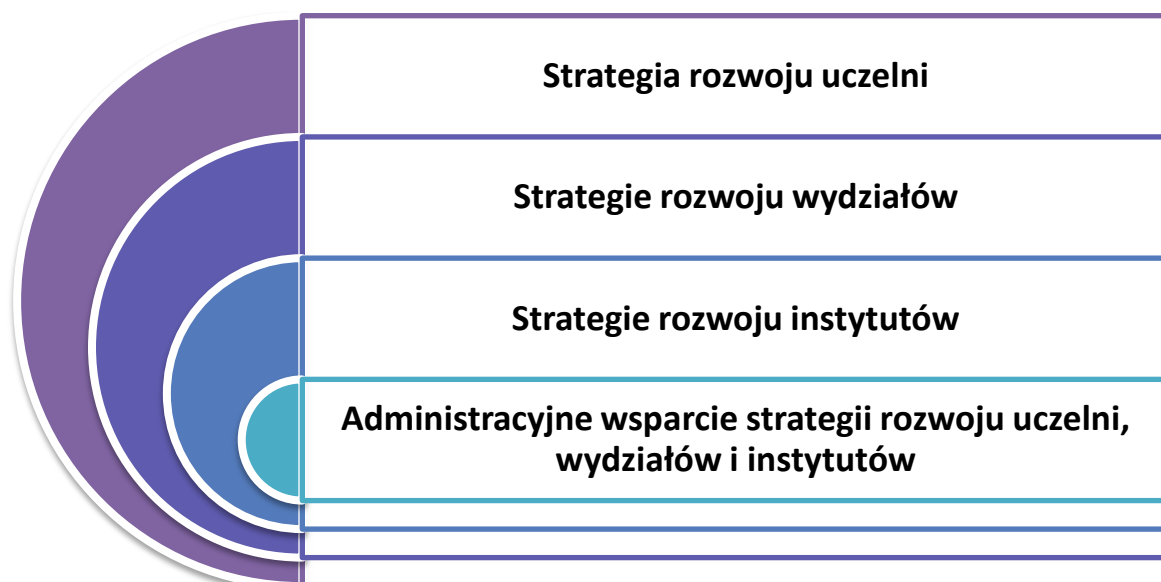 Strategia rozwoju uczelni
Strategie rozwoju wydziałów
Strategie rozwoju instytutów
Administracyjne wsparcie strategii rozwoju uczelni,
wydziałów i instytutów